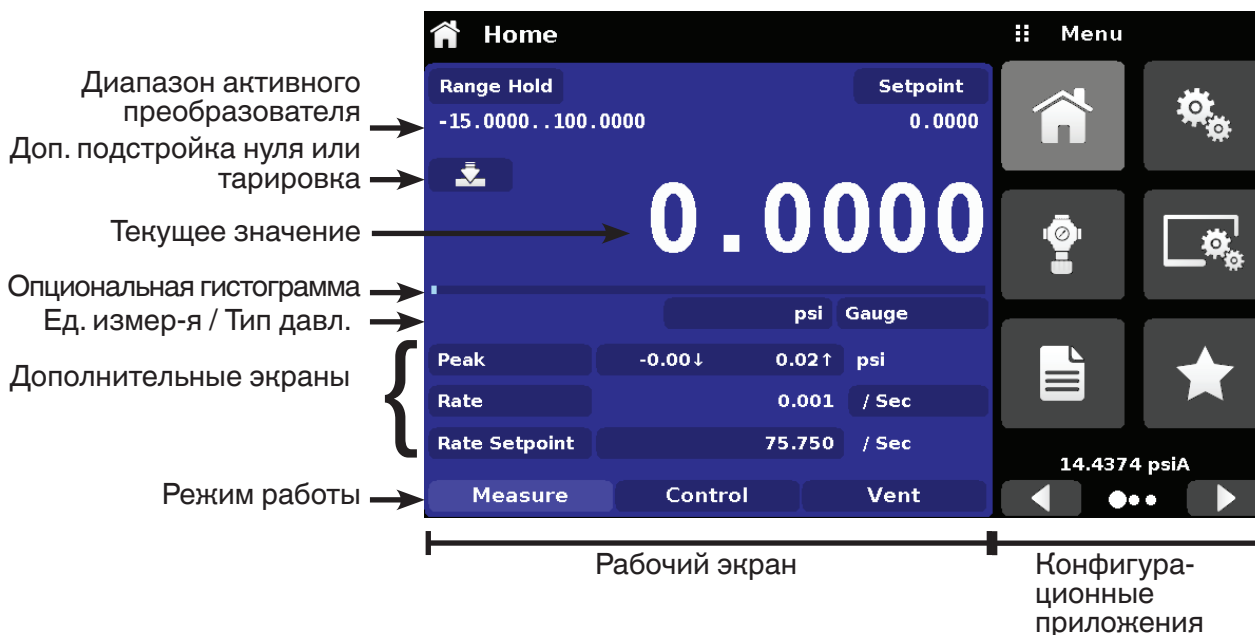 Home
Menu
Диапазон активного
преобразователя
Доп. подстройка нуля или
тарировка
Текущее значение
Опциональная гистограмма
Ед. измер-я / Тип давл.
Дополнительные экраны
Режим работы
Range Hold
Setpoint
-15.0000..100.0000
0.0000
0.0000
psi Gauge
Peak -0.00↓ 0.02↑ psi
Rate 0.001 / Sec
Rate Setpoint 75.750 / Sec
Measure Control Vent
14.4374 psiA
Рабочий экран
Конфигура-
ционные
приложения